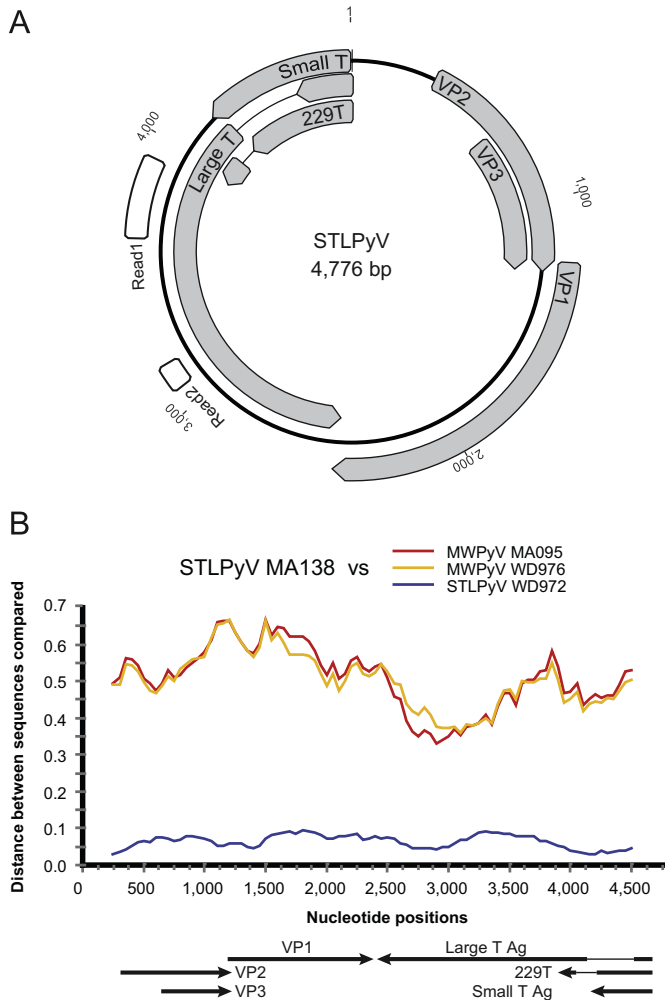 A
1
Small T
VP2
4,000
229T
Large T
VP3
1,000
STLPyV
4,776 bp
Read1
VP1
Read2
3,000
2,000
B
STLPyV MA138 vs
MWPyV MA095
MWPyV WD976
STLPyV WD972
Distance between sequences compared
0.7
0.6
0.5
0.4
0.3
0.2
0.1
0.0
0 500 1,000 1,500 2,000 2,500 3,000 3,500 4,000 4,500
Nucleotide positions
VP1 Large T Ag
VP2 229T
VP3 Small T Ag